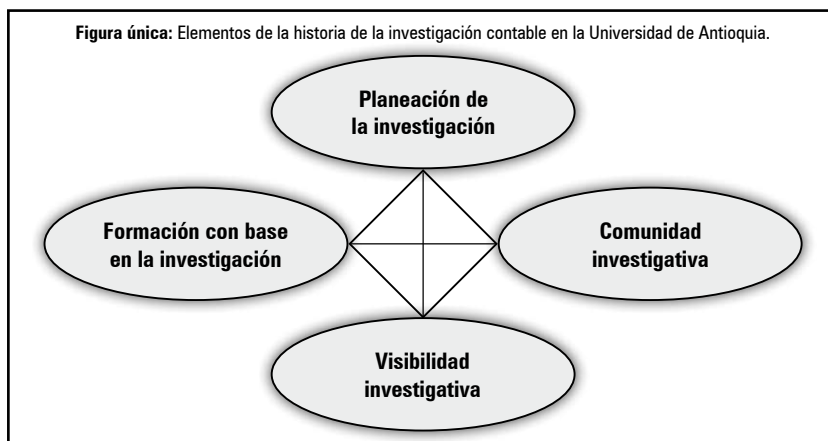 Figura única: Elementos de la historia de la investigación contable en la Universidad de Antioquia.
Planeación de
la investigación
Formación con base
en la investigación
Comunidad
investigativa
Visibilidad
investigativa